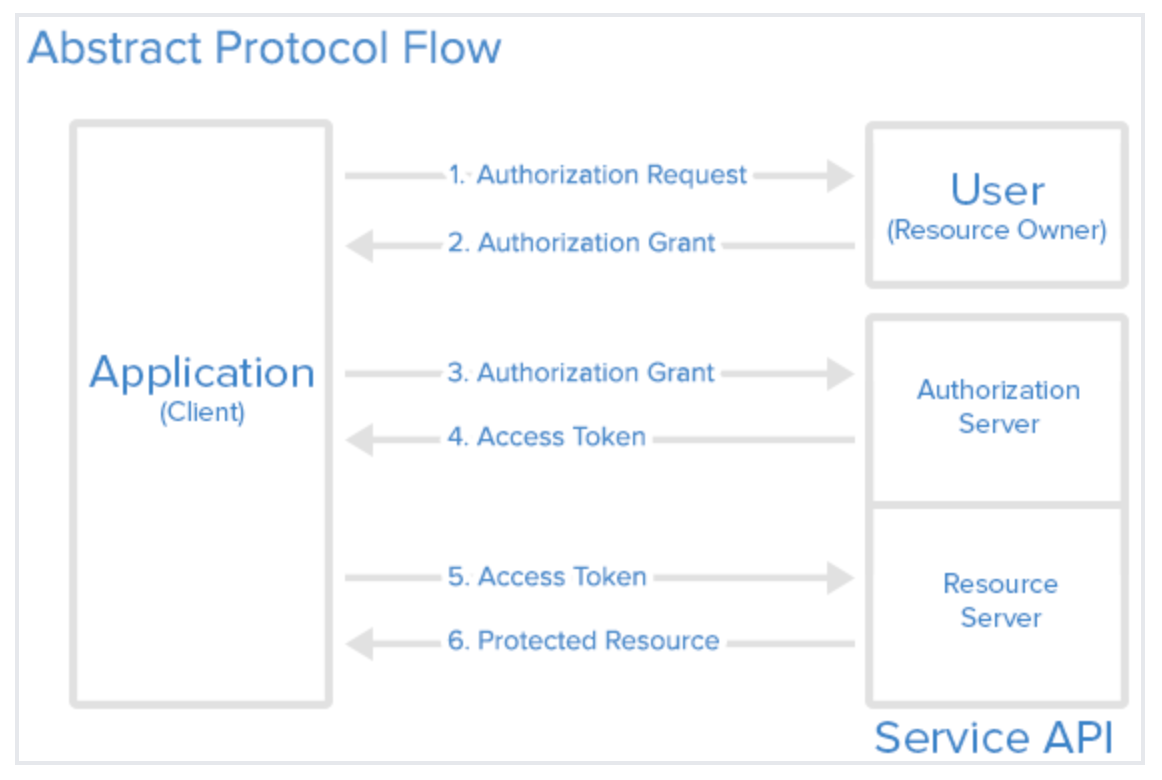 Abstract Protocol Flow
1. Authorization Request
User
(Resource Owner)
2. Authorization Grant
Application
(Client)
3. Authorization Grant
Authorization
Server
4. Access Token
5. Access Token
Resource
Server
6. Protected Resource
Service API